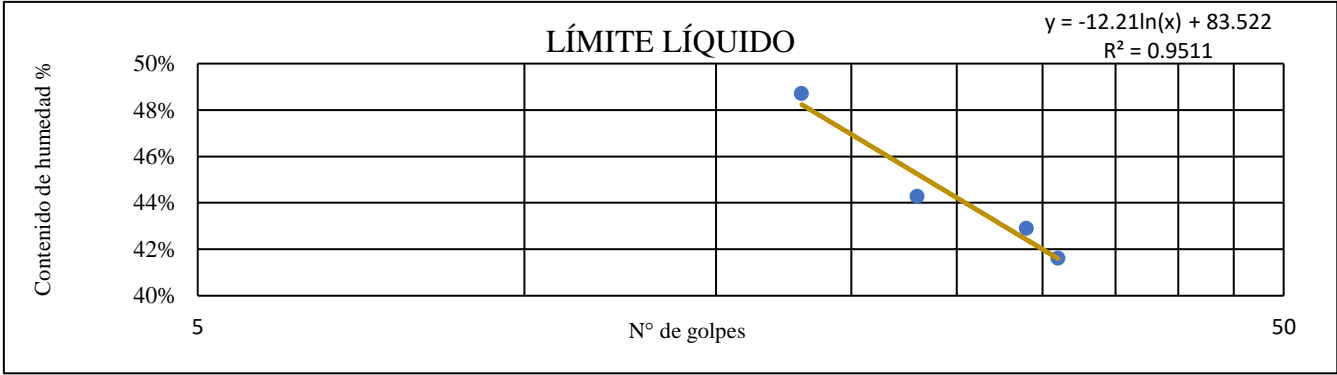 LÍMITE LÍQUIDO
y = -12.21ln(x) + 83.522
R² = 0.9511
Contenido de humedad %
50%
48%
46%
44%
42%
40%
5
50
N° de golpes